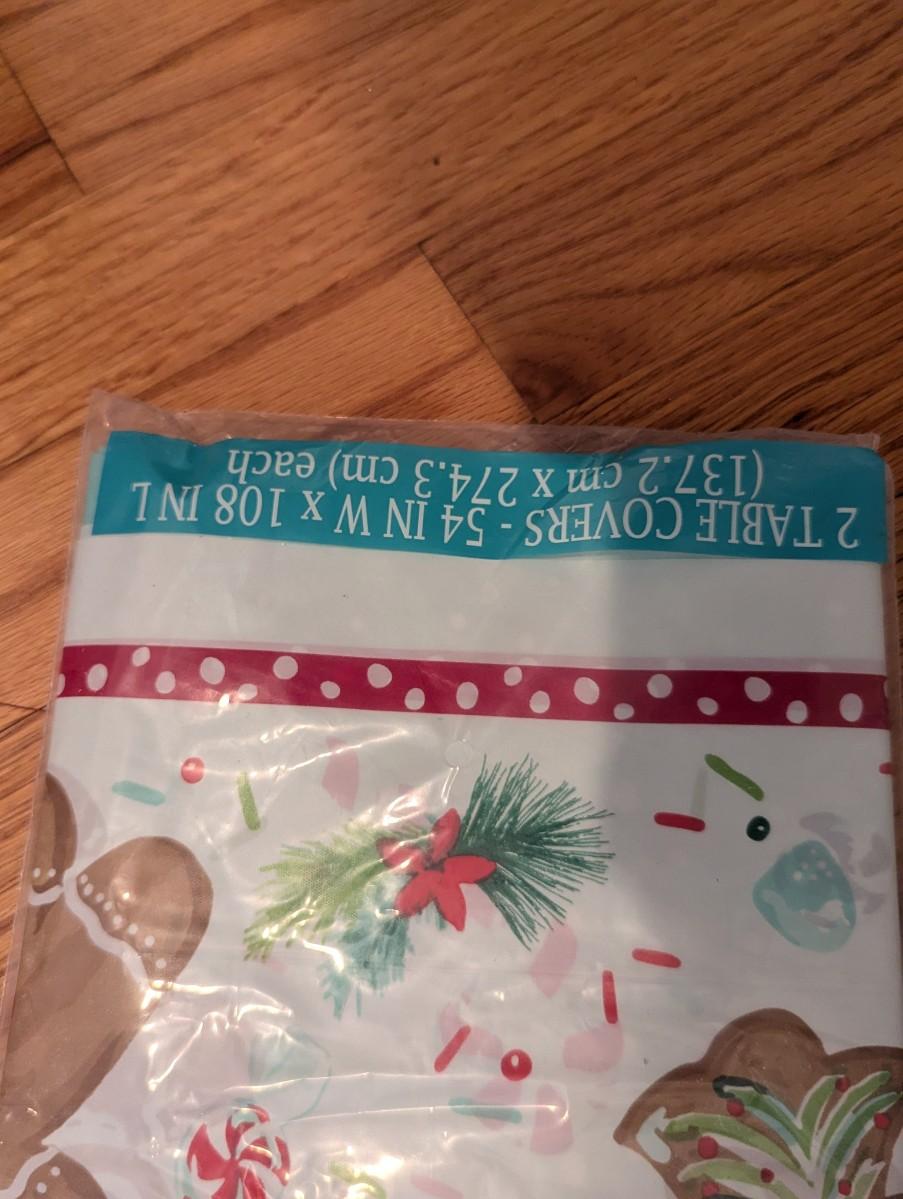 2 TABLE COVERS - 54 IN W x 108 IN L
(137.2 cm x 274.3 cm) each